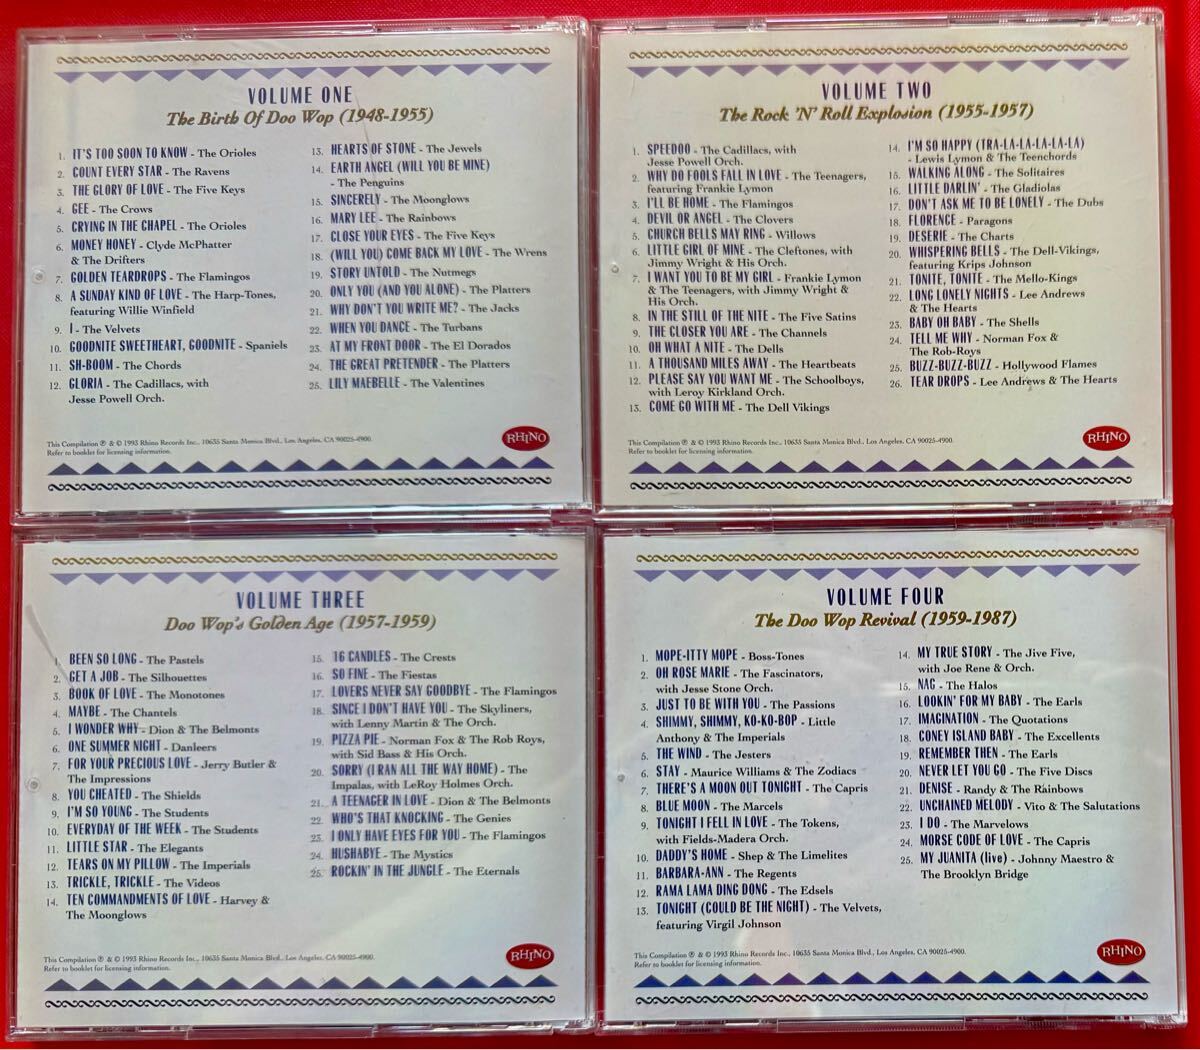 VOLUME ONE
The Birth Of Doo Wop (1948-1955)
1. IT'S TOO SOON TO KNOW - The Orioles
2. COUNT EVERY STAR - The Ravens
3. THE GLORY OF LOVE - The Five Keys
4. GEE - The Crows
5. CRYING IN THE CHAPEL - The Orioles
6. MONEY HONEY - Clyde McPhatter
& The Drifters
7. GOLDEN TEARDROPS - The Flamingos
8. A SUNDAY KIND OF LOVE - The Harp-Tones,
featuring Willie Winfield
9. I - The Velvets
10. GOODNITE SWEETHEART, GOODNITE - Spaniels
11. SH-BOOM - The Chords
12. GLORIA - The Cadillacs, with
Jesse Powell Orch.
13. HEARTS OF STONE - The Jewels
14. EARTH ANGEL (WILL YOU BE MINE)
- The Penguins
15. SINCERELY - The Moonglows
16. MARY LEE - The Rainbows
17. CLOSE YOUR EYES - The Five Keys
18. (WILL YOU) COME BACK MY LOVE - The Wrens
19. STORY UNTOLD - The Nutmegs
20. ONLY YOU (AND YOU ALONE) - The Platters
21. WHY DON'T YOU WRITE ME? - The Jacks
22. WHEN YOU DANCE - The Turbans
23. AT MY FRONT DOOR - The El Dorados
24. THE GREAT PRETENDER - The Platters
25. LILY MAEBELLE - The Valentines
This Compilation ℗ & © 1993 Rhino Records Inc., 10635 Santa Monica Blvd., Los Angeles, CA 90025-4900.
Refer to booklet for licensing information.
RHINO
VOLUME TWO
The Rock 'N' Roll Explosion (1955-1957)
1. SPEEDOO - The Cadillacs, with
Jesse Powell Orch.
2. WHY DO FOOLS FALL IN LOVE - The Teenagers,
featuring Frankie Lymon
3. I'LL BE HOME - The Flamingos
4. DEVIL OR ANGEL - The Clovers
5. CHURCH BELLS MAY RING - Willows
6. LITTLE GIRL OF MINE - The Cleftones, with
Jimmy Wright & His Orch.
7. I WANT YOU TO BE MY GIRL - Frankie Lymon
& The Teenagers, with Jimmy Wright &
His Orch.
8. IN THE STILL OF THE NITE - The Five Satins
9. THE CLOSER YOU ARE - The Channels
10. OH WHAT A NITE - The Dells
11. A THOUSAND MILES AWAY - The Heartbeats
12. PLEASE SAY YOU WANT ME - The Schoolboys,
with Leroy Kirkland Orch.
13. COME GO WITH ME - The Dell Vikings
14. I'M SO HAPPY (TRA-LA-LA-LA-LA-LA)
- Lewis Lymon & The Teenchords
15. WALKING ALONG - The Solitaires
16. LITTLE DARLIN' - The Gladiolas
17. DON'T ASK ME TO BE LONELY - The Dubs
18. FLORENCE - Paragons
19. DESERIE - The Charts
20. WHISPERING BELLS - The Dell-Vikings,
featuring Krips Johnson
21. TONITE, TONITE - The Mello-Kings
22. LONG LONELY NIGHTS - Lee Andrews
& The Hearts
23. BABY OH BABY - The Shells
24. TELL ME WHY - Norman Fox &
The Rob-Roys
25. BUZZ-BUZZ-BUZZ - Hollywood Flames
26. TEAR DROPS - Lee Andrews & The Hearts
This Compilation ℗ & © 1993 Rhino Records Inc., 10635 Santa Monica Blvd., Los Angeles, CA 90025-4900.
Refer to booklet for licensing information.
RHINO
VOLUME THREE
Doo Wop's Golden Age (1957-1959)
1. BEEN SO LONG - The Pastels
2. GET A JOB - The Silhouettes
3. BOOK OF LOVE - The Monotones
4. MAYBE - The Chantels
5. I WONDER WHY - Dion & The Belmonts
6. ONE SUMMER NIGHT - Danleers
7. FOR YOUR PRECIOUS LOVE - Jerry Butler &
The Impressions
8. YOU CHEATED - The Shields
9. I'M SO YOUNG - The Students
10. EVERYDAY OF THE WEEK - The Students
11. LITTLE STAR - The Elegants
12. TEARS ON MY PILLOW - The Imperials
13. TRICKLE, TRICKLE - The Videos
14. TEN COMMANDMENTS OF LOVE - Harvey &
The Moonglows
15. 16 CANDLES - The Crests
16. SO FINE - The Fiestas
17. LOVERS NEVER SAY GOODBYE - The Flamingos
18. SINCE I DON'T HAVE YOU - The Skyliners,
with Lenny Martin & The Orch.
19. PIZZA PIE - Norman Fox & The Rob Roys,
with Sid Bass & His Orch.
20. SORRY (I RAN ALL THE WAY HOME) - The
Impalas, with LeRoy Holmes Orch.
21. A TEENAGER IN LOVE - Dion & The Belmonts
22. WHO'S THAT KNOCKING - The Genies
23. I ONLY HAVE EYES FOR YOU - The Flamingos
24. HUSHABYE - The Mystics
25. ROCKIN' IN THE JUNGLE - The Eternals
This Compilation ℗ & © 1993 Rhino Records Inc., 10635 Santa Monica Blvd., Los Angeles, CA 90025-4900.
Refer to booklet for licensing information.
RHINO
VOLUME FOUR
The Doo Wop Revival (1959-1987)
1. MOPE-ITTY MOPE - Boss-Tones
2. OH ROSE MARIE - The Fascinators,
with Jesse Stone Orch.
3. JUST TO BE WITH YOU - The Passions
4. SHIMMY, SHIMMY, KO-KO-BOP - Little
Anthony & The Imperials
5. THE WIND - The Jesters
6. STAY - Maurice Williams & The Zodiacs
7. THERE'S A MOON OUT TONIGHT - The Capris
8. BLUE MOON - The Marcels
9. TONIGHT I FELL IN LOVE - The Tokens,
with Fields-Madera Orch.
10. DADDY'S HOME - Shep & The Limelites
11. BARBARA-ANN - The Regents
12. RAMA LAMA DING DONG - The Edsels
13. TONIGHT (COULD BE THE NIGHT) - The Velvets,
featuring Virgil Johnson
14. MY TRUE STORY - The Jive Five,
with Joe Rene & Orch.
15. NAG - The Halos
16. LOOKIN' FOR MY BABY - The Earls
17. IMAGINATION - The Quotations
18. CONEY ISLAND BABY - The Excellents
19. REMEMBER THEN - The Earls
20. NEVER LET YOU GO - The Five Discs
21. DENISE - Randy & The Rainbows
22. UNCHAINED MELODY - Vito & The Salutations
23. I DO - The Marvelows
24. MORSE CODE OF LOVE - The Capris
25. MY JUANITA (live) - Johnny Maestro &
The Brooklyn Bridge
This Compilation ℗ & © 1993 Rhino Records Inc., 10635 Santa Monica Blvd., Los Angeles, CA 90025-4900.
Refer to booklet for licensing information.
RHINO